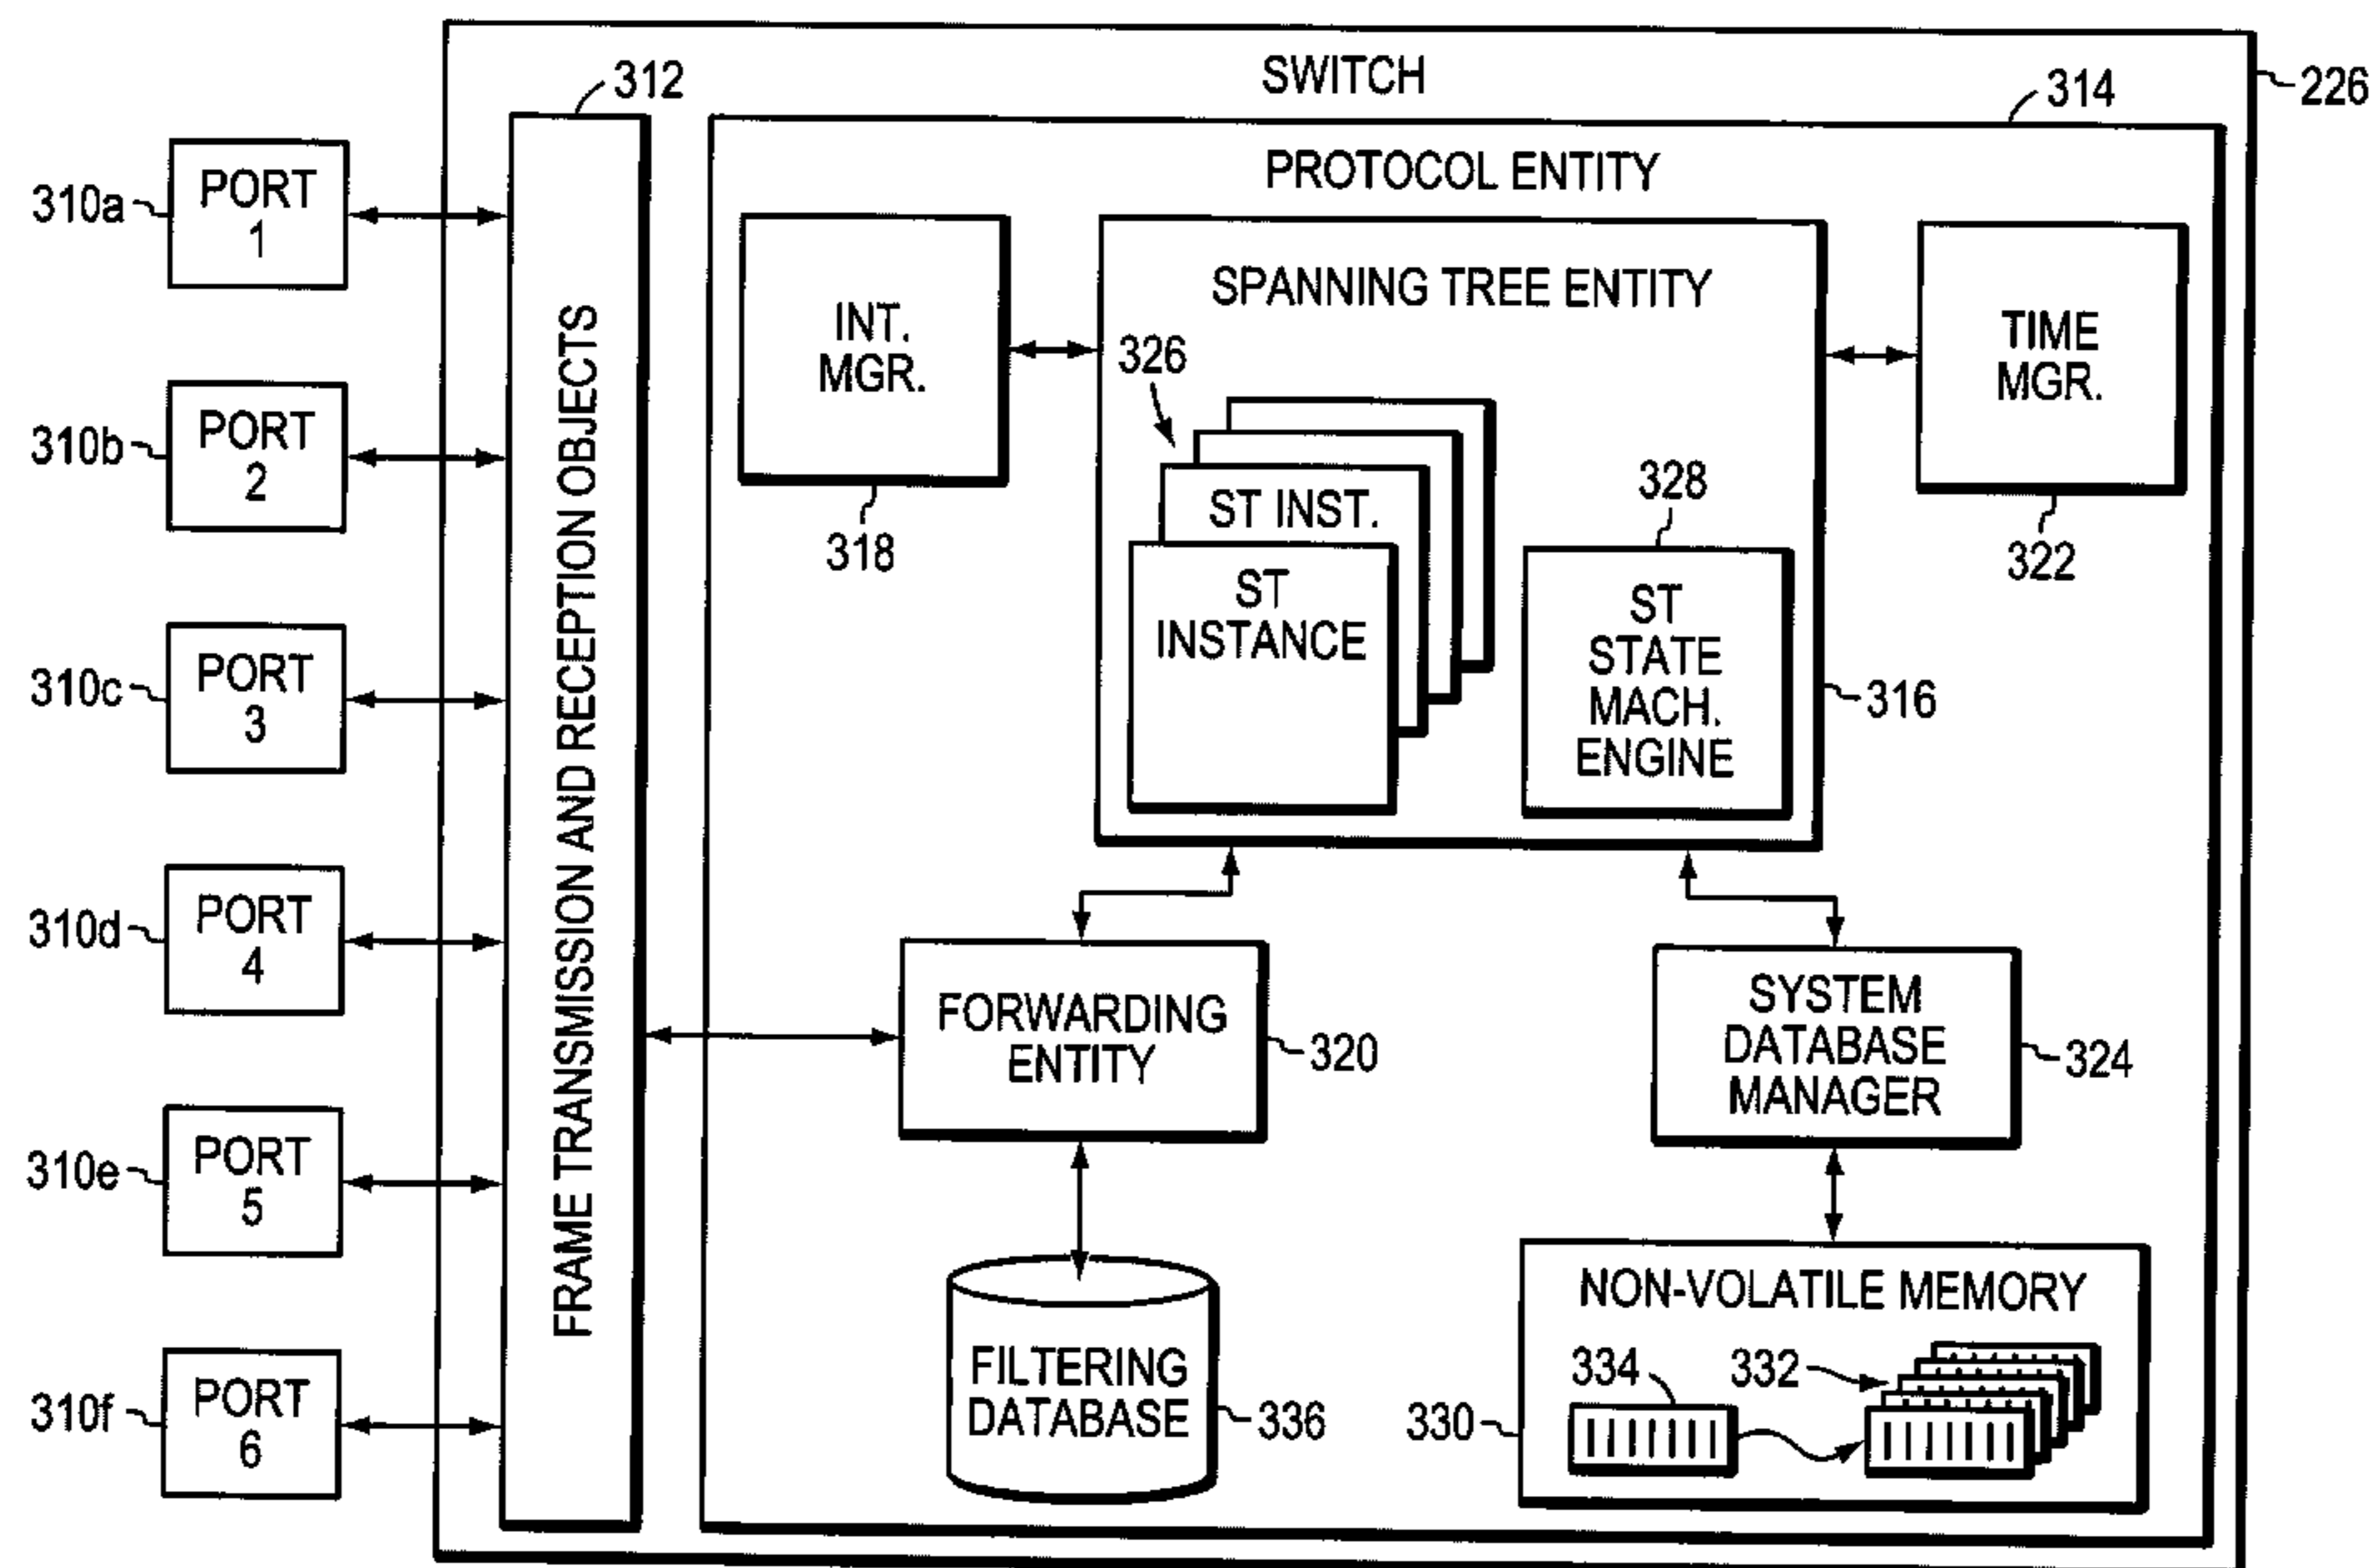 SWITCH
226
312
314
PROTOCOL ENTITY
310a
PORT
1
310b
PORT
2
310c
PORT
3
310d
PORT
4
310e
PORT
5
310f
PORT
6
FRAME TRANSMISSION AND RECEPTION OBJECTS
INT.
MGR.
318
SPANNING TREE ENTITY
326
ST INST.
ST
INSTANCE
328
ST
STATE
MACH.
ENGINE
316
TIME
MGR.
322
FORWARDING
ENTITY
320
SYSTEM
DATABASE
MANAGER
324
FILTERING
DATABASE
336
NON-VOLATILE MEMORY
334
332
330